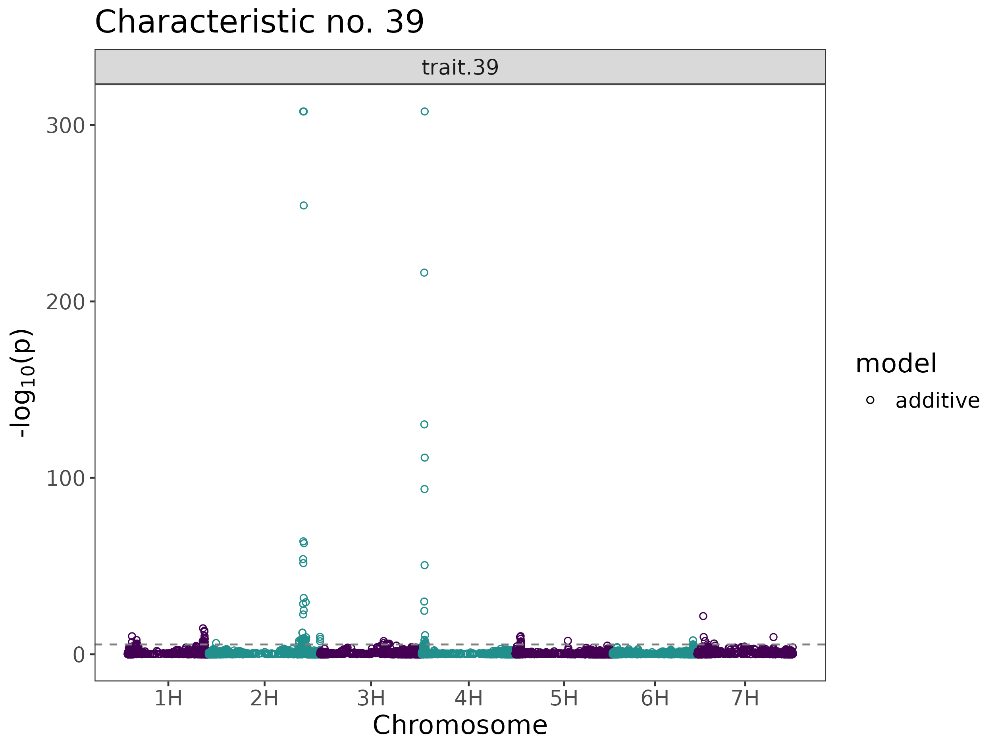 Characteristic no. 39
trait.39
300
200
100
0
-log10(p)
1H 2H 3H 4H 5H 6H 7H
Chromosome
model
additive